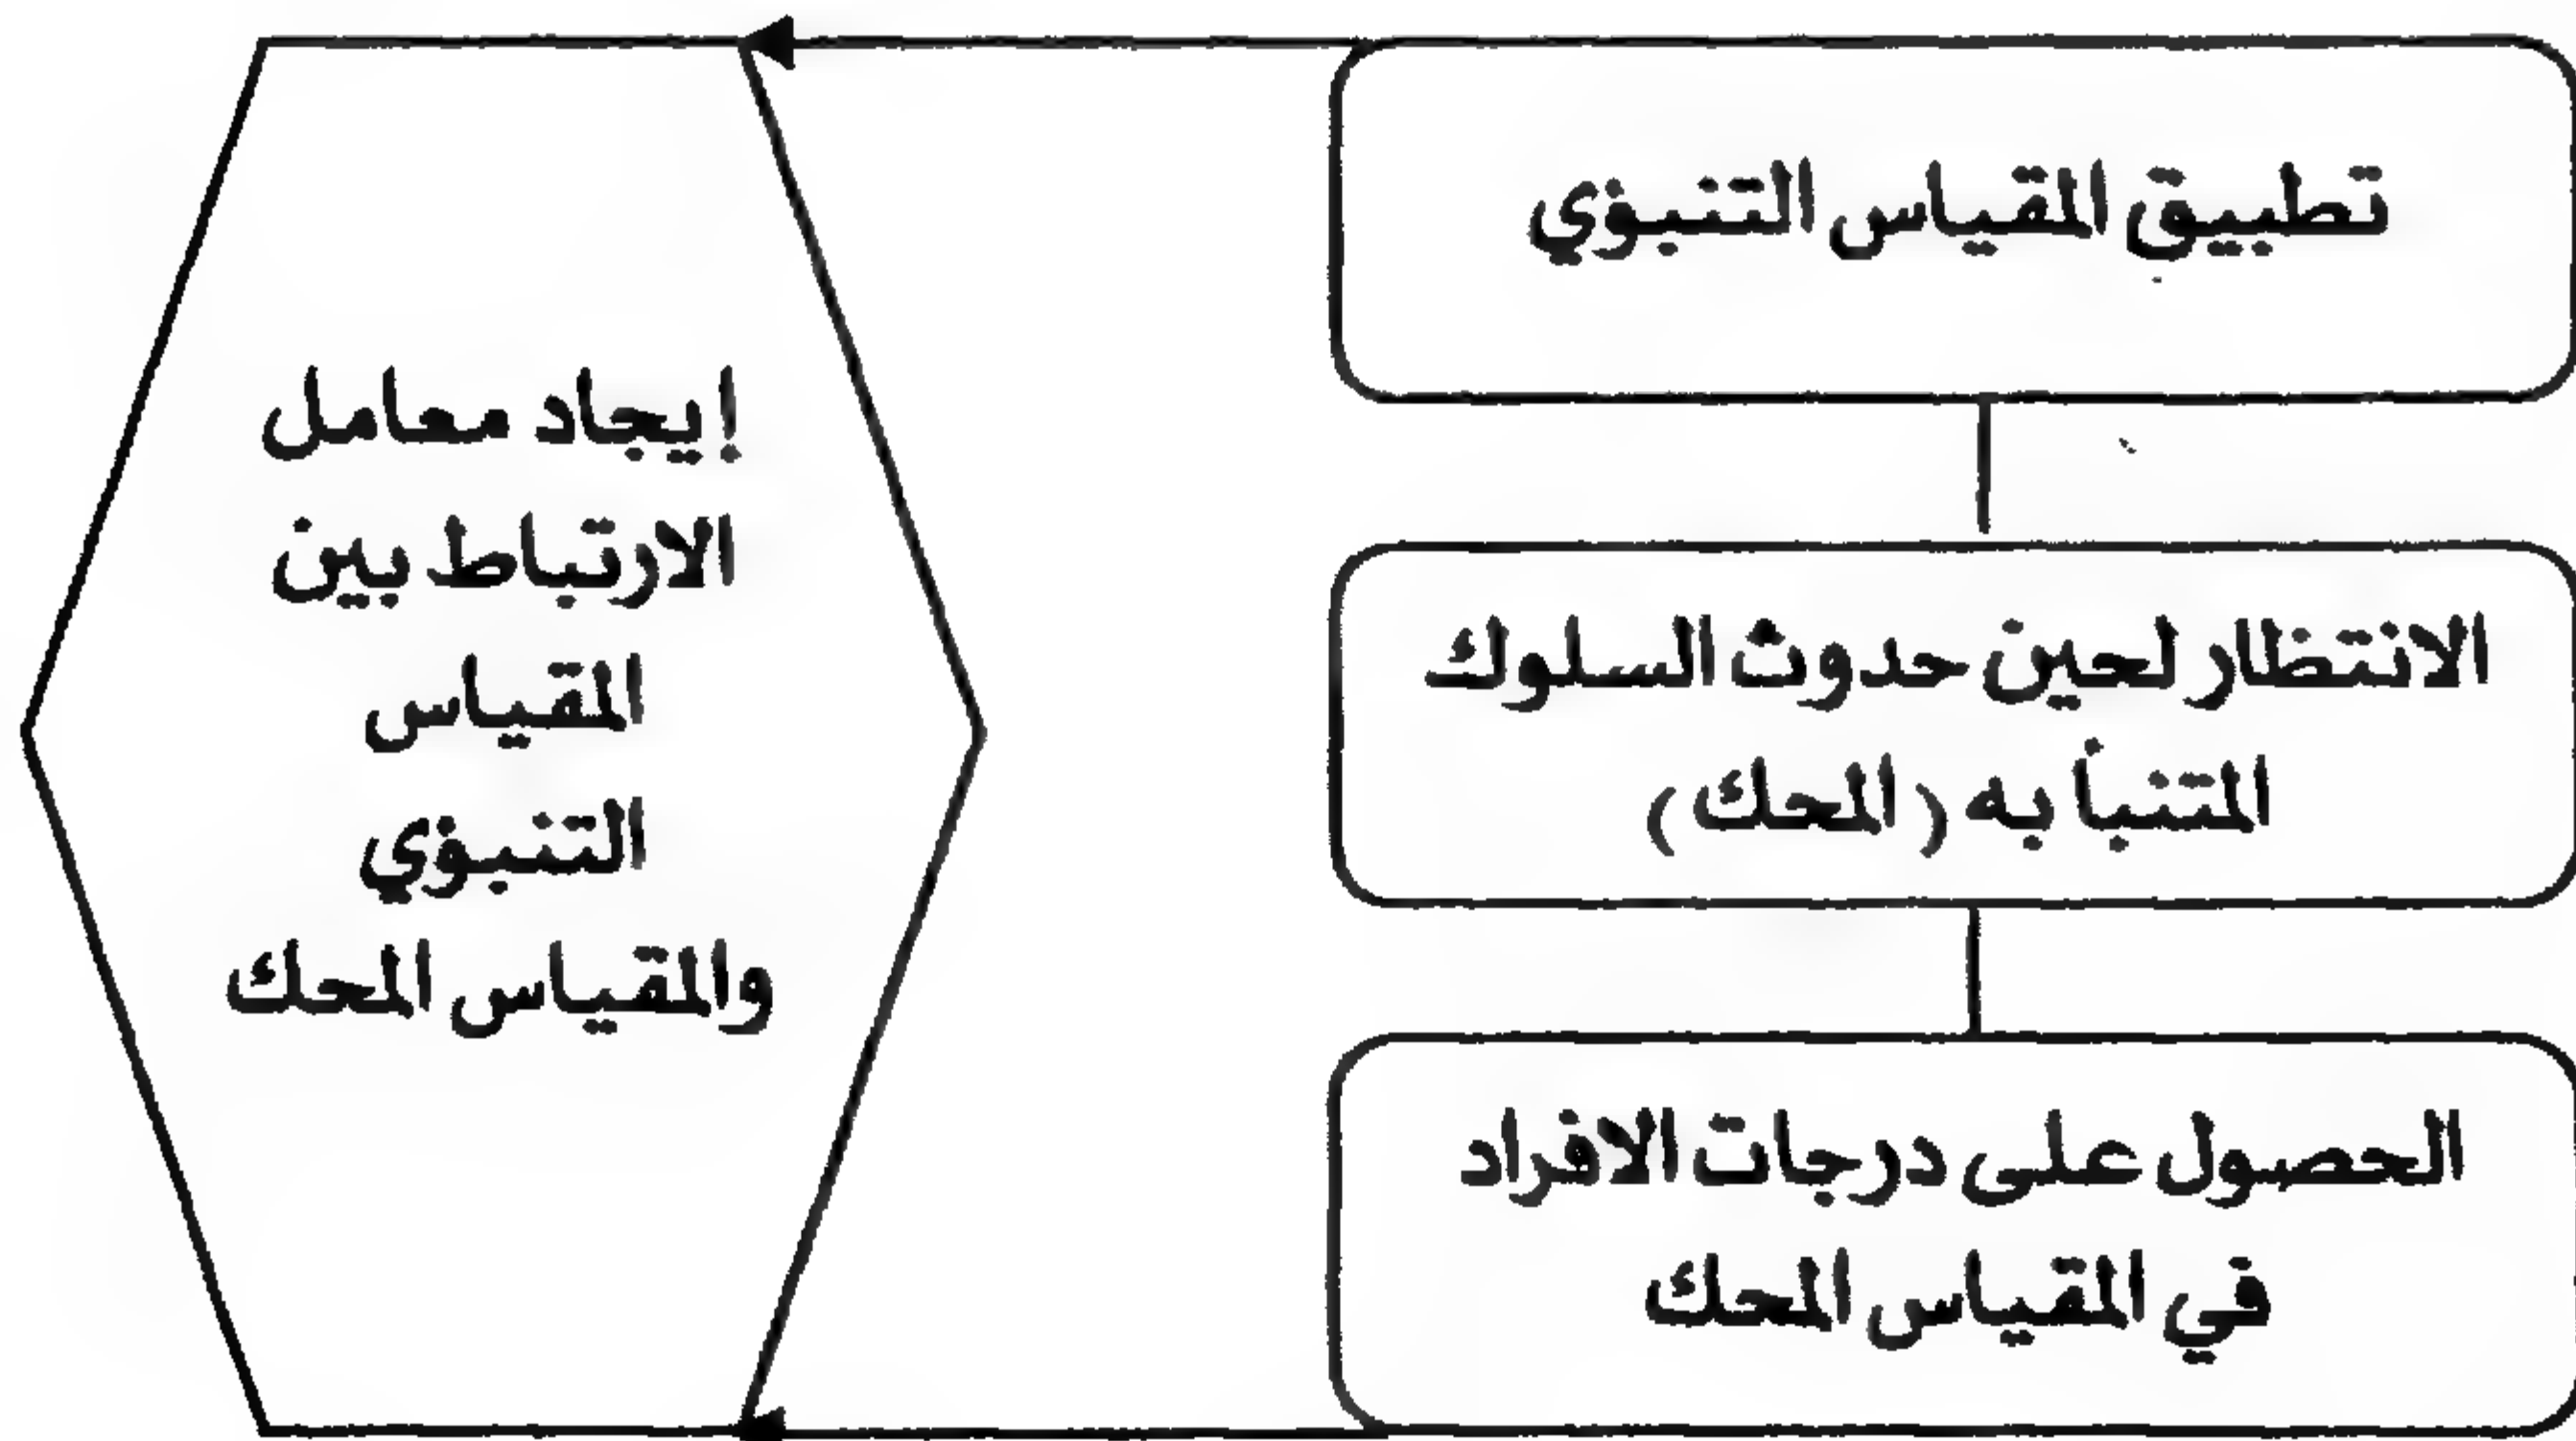 تطبيق المقياس التنبؤي
الانتظار لحين حدوث السلوك
المتنبأ به (المحك)
الحصول على درجات الافراد
في المقياس المحك
إيجاد معامل
الارتباط بين
المقياس
التنبؤي
والمقياس المحك